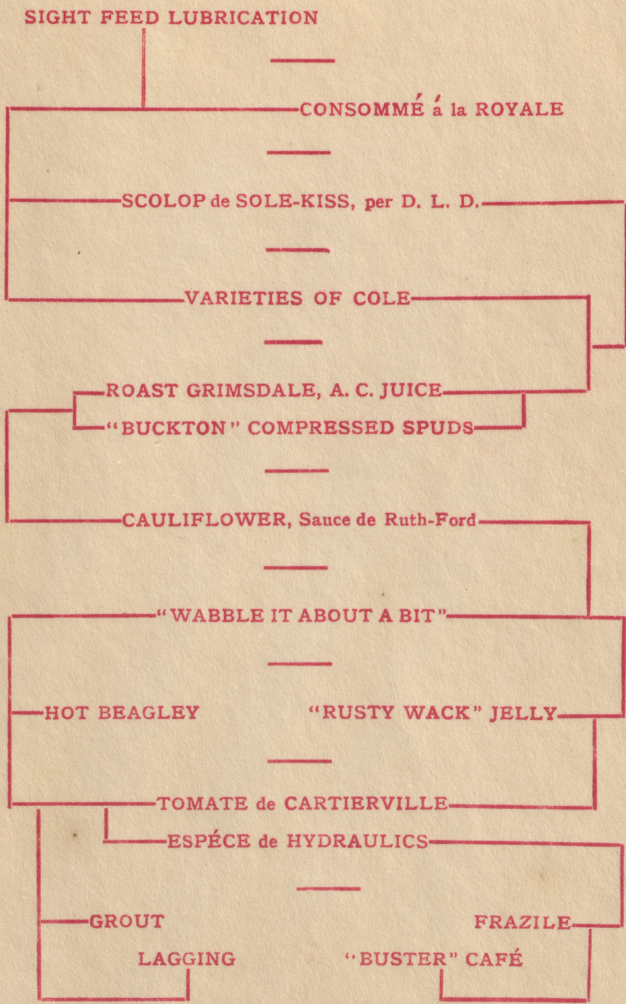 SIGHT FEED LUBRICATION
CONSOMMÉ á la ROYALE
SCOLOP de SOLE-KISS, per D. L. D.
VARIETIES OF COLE
ROAST GRIMSDALE, A. C. JUICE
“BUCKTON” COMPRESSED SPUDS
CAULIFLOWER, Sauce de Ruth-Ford
“WABBLE IT ABOUT A BIT”
HOT BEAGLEY “RUSTY WACK” JELLY
TOMATE de CARTIERVILLE
ESPÉCE de HYDRAULICS
GROUT FRAZILE
LAGGING “BUSTER” CAFÉ